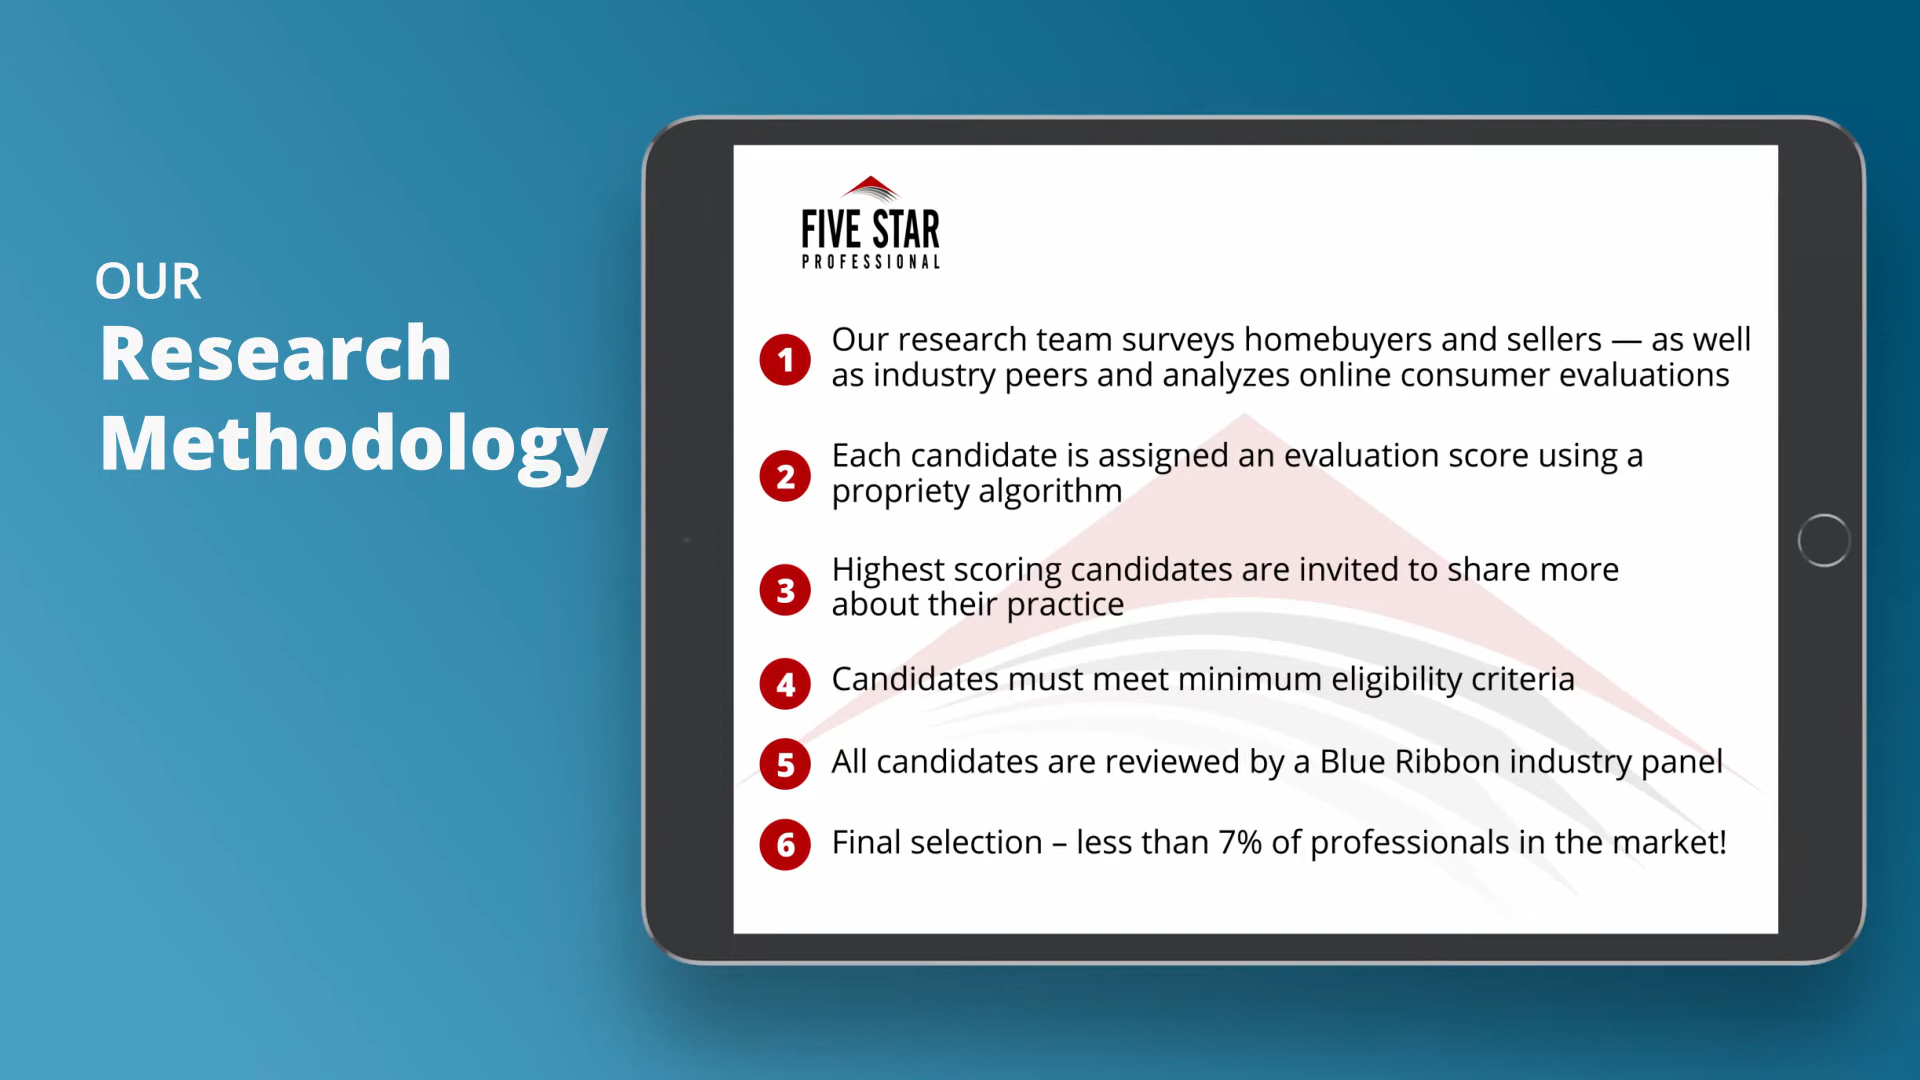 OUR
Research
Methodology
FIVE STAR
PROFESSIONAL
1 Our research team surveys homebuyers and sellers — as well
as industry peers and analyzes online consumer evaluations
2 Each candidate is assigned an evaluation score using a
propriety algorithm
3 Highest scoring candidates are invited to share more
about their practice
4 Candidates must meet minimum eligibility criteria
5 All candidates are reviewed by a Blue Ribbon industry panel
6 Final selection – less than 7% of professionals in the market!